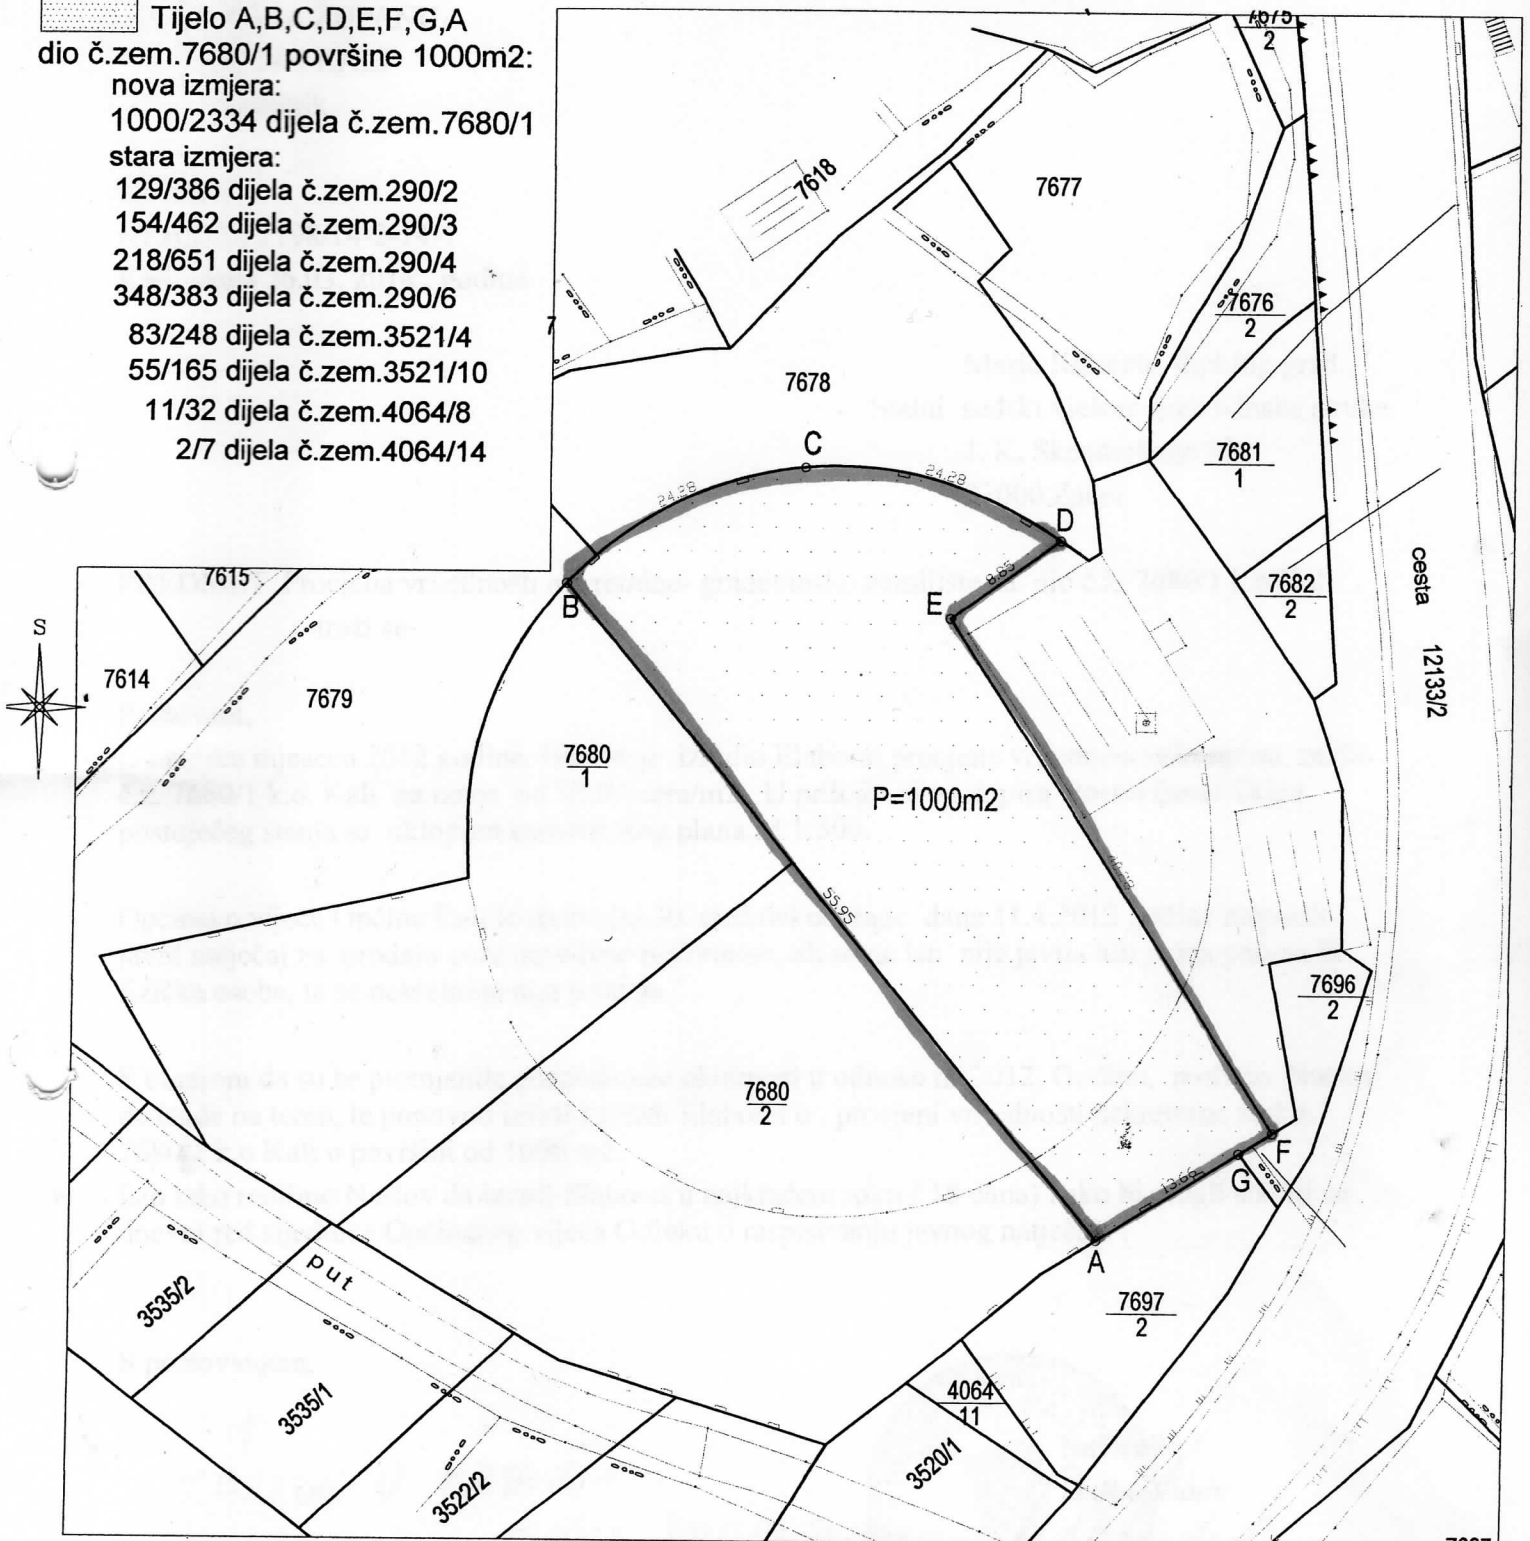 Tijelo A,B,C,D,E,F,G,A
dio č.zem.7680/1 površine 1000m2:
nova izmjera:
1000/2334 dijela č.zem.7680/1
stara izmjera:
129/386 dijela č.zem.290/2
154/462 dijela č.zem.290/3
218/651 dijela č.zem.290/4
348/383 dijela č.zem.290/6
83/248 dijela č.zem.3521/4
55/165 dijela č.zem.3521/10
11/32 dijela č.zem.4064/8
2/7 dijela č.zem.4064/14
7675
2
7618
7677
7676
2
7
7678
7681
1
C
24.28
24.28
D
7615
B
8.85
E
7682
2
cesta
12133/2
S
7614
7679
7680
1
P=1000m2
55.95
7696
2
7680
2
F
G
13.66
A
put
3535/2
7697
2
3535/1
4064
11
3520/1
3522/2